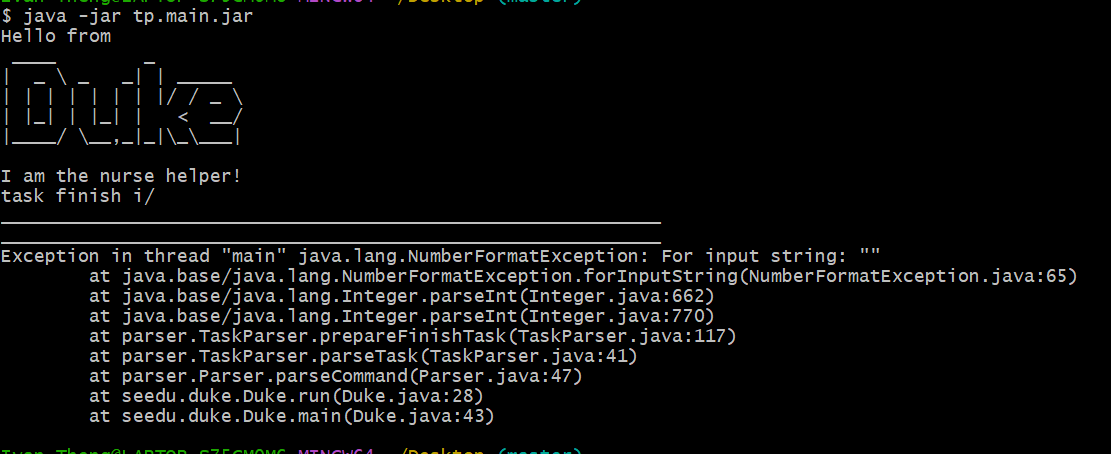 $ java -jar tp.main.jar
Hello from
 ____        _
|  _ \ _   _| | _____
| | | | | | | |/ / _ \
| |_| | |_| |   <  __/
|____/ \__,_|_|\_\___|
I am the nurse helper!
task finish i/
____________________________________________________________
____________________________________________________________
Exception in thread "main" java.lang.NumberFormatException: For input string: ""
        at java.base/java.lang.NumberFormatException.forInputString(NumberFormatException.java:65)
        at java.base/java.lang.Integer.parseInt(Integer.java:662)
        at java.base/java.lang.Integer.parseInt(Integer.java:770)
        at parser.TaskParser.prepareFinishTask(TaskParser.java:117)
        at parser.TaskParser.parseTask(TaskParser.java:41)
        at parser.Parser.parseCommand(Parser.java:47)
        at seedu.duke.Duke.run(Duke.java:28)
        at seedu.duke.Duke.main(Duke.java:43)